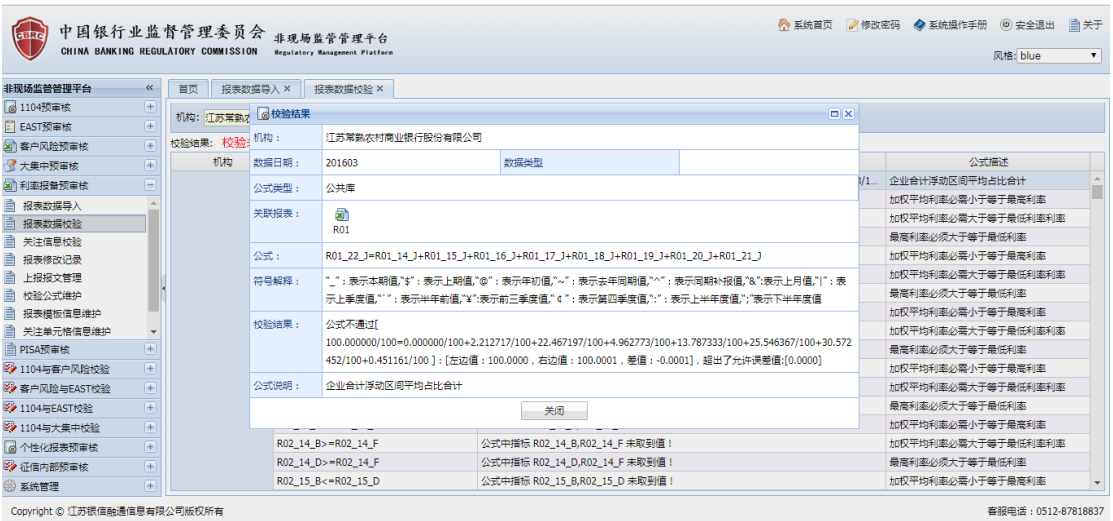 CBRC
中国银行业监督管理委员会 非现场监管管理平台
CHINA BANKING REGULATORY COMMISSION Regulatory Management Platform
系统首页 修改密码 系统操作手册 安全退出 关于
风格: blue
非现场监管管理平台 «
首页 报表数据导入 × 报表数据校验 ×
1104预审核
EAST预审核
客户风险预审核
大集中预审核
利率报备预审核
报表数据导入
报表数据校验
关注信息校验
报表修改记录
上报报文管理
校验公式维护
报表模板信息维护
关注单元格信息维护
PISA预审核
1104与客户风险校验
客户风险与EAST校验
1104与EAST校验
1104与大集中校验
个性化报表预审核
征信内部预审核
系统管理
机构: 江苏常熟
校验结果:
机构
校验结果
机构: 江苏常熟农村商业银行股份有限公司
数据日期: 201603 数据类型
公式类型: 公共库
关联报表:
R01
公式: R01_22_J=R01_14_J+R01_15_J+R01_16_J+R01_17_J+R01_18_J+R01_19_J+R01_20_J+R01_21_J
符号解释: “_”：表示本期值,“$”：表示上期值,“@”：表示年初值,“~”：表示去年同期值,“^”：表示同期补报值,“&”:表示上月值,“|”：表
示上季度值,“`”：表示半年前值,“¥”:表示前三季度值,“￠”：表示第四季度值,“:”：表示上半年度值,“;”表示下半年度值
校验结果: 公式不通过[
100.000000/100=0.000000/100+2.212717/100+22.467197/100+4.962773/100+13.787333/100+25.546367/100+30.572
452/100+0.451161/100 ]：[左边值：100.0000，右边值：100.0001，差值：-0.0001]，超出了允许误差值:[0.0000]
公式说明: 企业合计浮动区间平均占比合计
关闭
公式描述
/1... 企业合计浮动区间平均占比合计
加权平均利率必需小于等于最高利率
加权平均利率必需大于等于最低利率利率
最高利率必须大于等于最低利率
加权平均利率必需小于等于最高利率
加权平均利率必需大于等于最低利率利率
最高利率必须大于等于最低利率
加权平均利率必需小于等于最高利率
加权平均利率必需大于等于最低利率利率
最高利率必须大于等于最低利率
加权平均利率必需小于等于最高利率
加权平均利率必需大于等于最低利率利率
最高利率必须大于等于最低利率
加权平均利率必需小于等于最高利率
R02_14_B>=R02_14_F 公式中指标 R02_14_B,R02_14_F 未取到值！ 加权平均利率必需大于等于最低利率利率
R02_14_D>=R02_14_F 公式中指标 R02_14_D,R02_14_F 未取到值！ 最高利率必须大于等于最低利率
R02_15_B<=R02_15_D 公式中指标 R02_15_B,R02_15_D 未取到值！ 加权平均利率必需小于等于最高利率
Copyright © 江苏银信融通信息有限公司版权所有 客服电话：0512-87818837